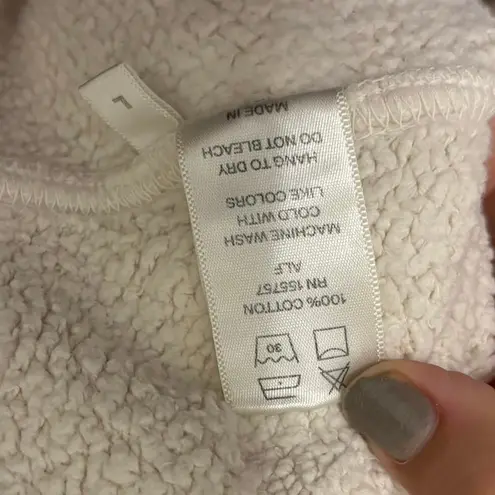 L
30
100% COTTON
RN 155757
ALF
MACHINE WASH
COLD WITH
LIKE COLORS
HANG TO DRY
DO NOT BLEACH
MADE IN